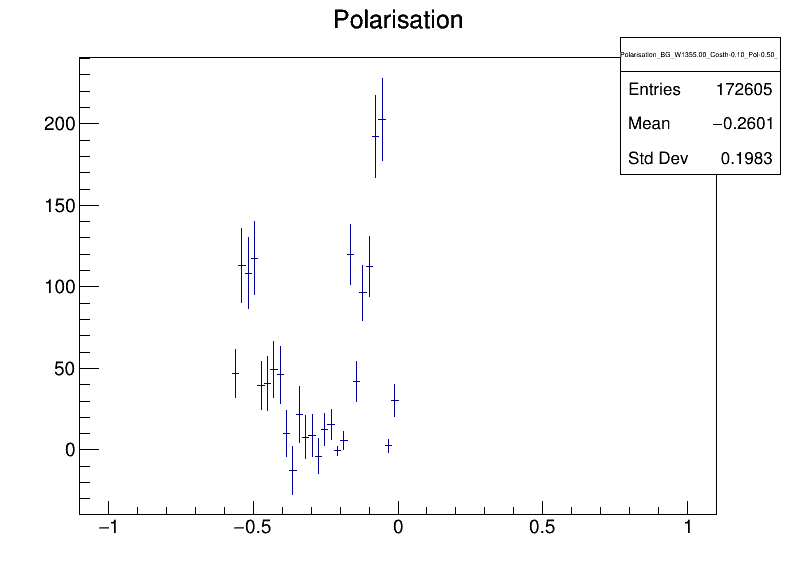 Polarisation
Polarisation_BG_W1355.00_Costh-0.10_Pol-0.50_
Entries 172605
Mean −0.2601
Std Dev 0.1983
200
150
100
50
0
−1 −0.5 0 0.5 1